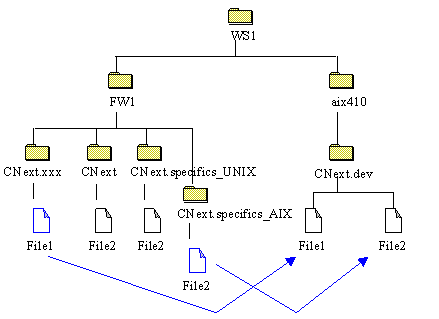 WS1
FW1
aix410
CNext.xxx
CNext
CNext.specifics_UNIX
CNext.dev
CNext.specifics_AIX
File1
File2
File2
File1
File2
File2